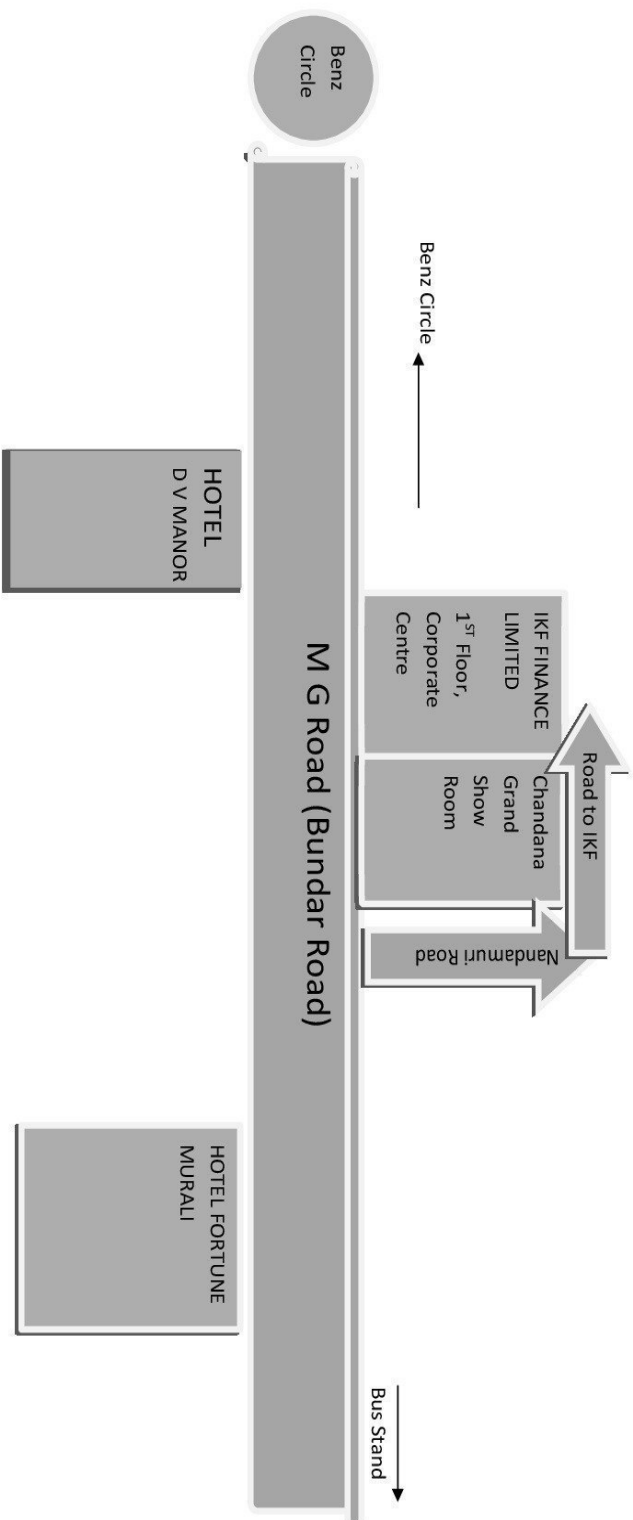 Benz
Circle
Benz Circle
IKF FINANCE
LIMITED
1ST Floor,
Corporate
Centre
Road to IKF
Chandana
Grand
Show
Room
Nandamuri Road
M G Road (Bundar Road)
Bus Stand
HOTEL
D V MANOR
HOTEL FORTUNE
MURALI